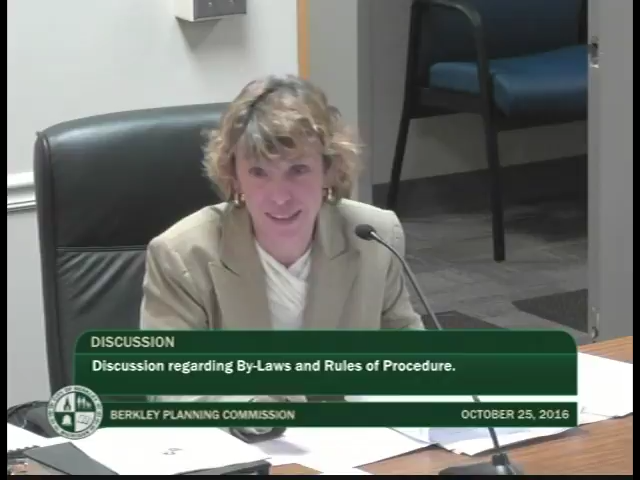 DISCUSSION
Discussion regarding By-Laws and Rules of Procedure.
BERKLEY PLANNING COMMISSION OCTOBER 25, 2016